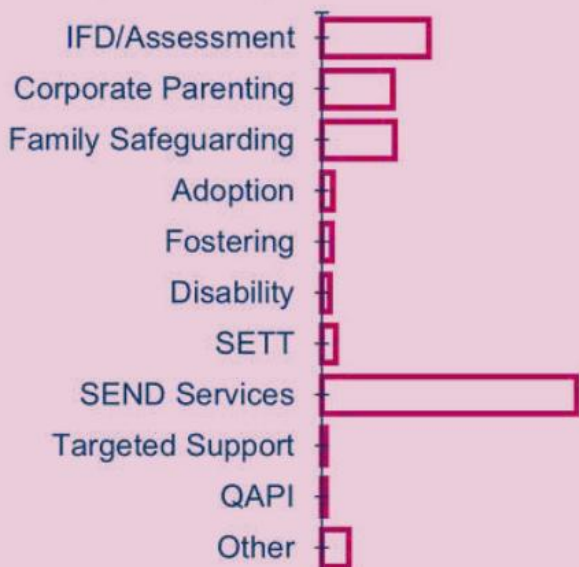 IFD/Assessment
Corporate Parenting
Family Safeguarding
Adoption
Fostering
Disability
SETT
SEND Services
Targeted Support
QAPI
Other